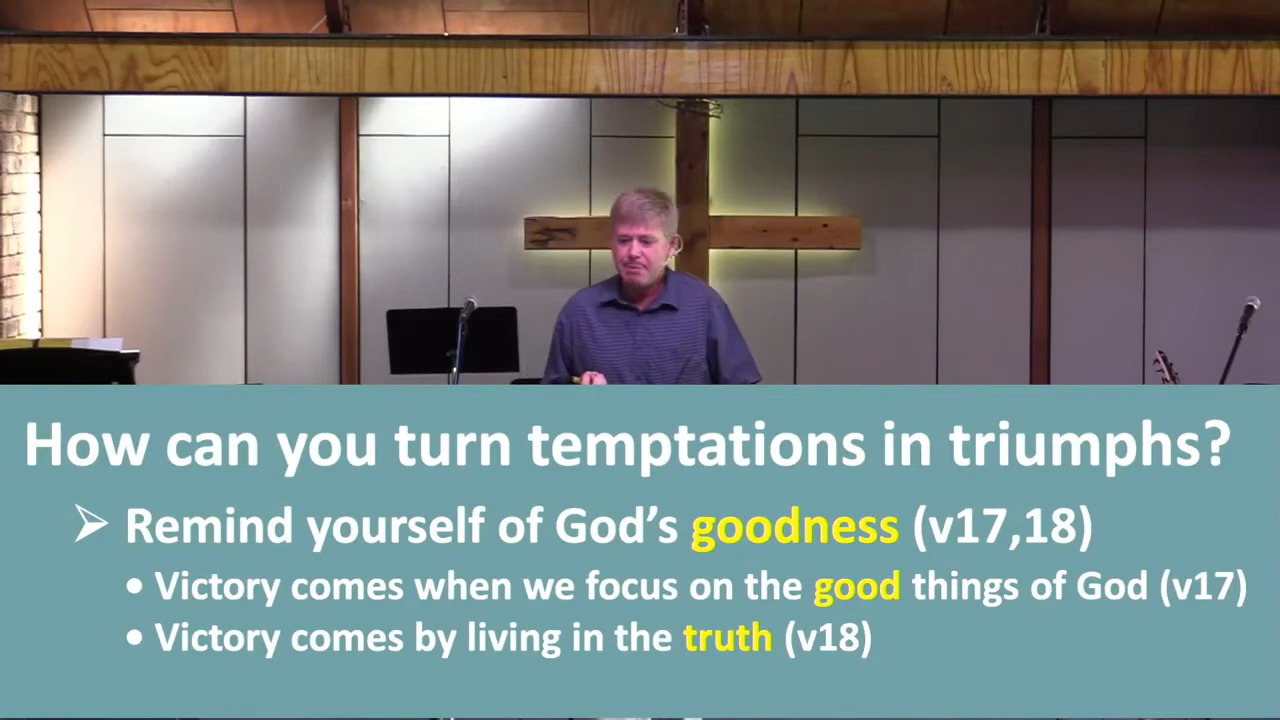 How can you turn temptations in triumphs?
➢ Remind yourself of God’s goodness (v17,18)
• Victory comes when we focus on the good things of God (v17)
• Victory comes by living in the truth (v18)